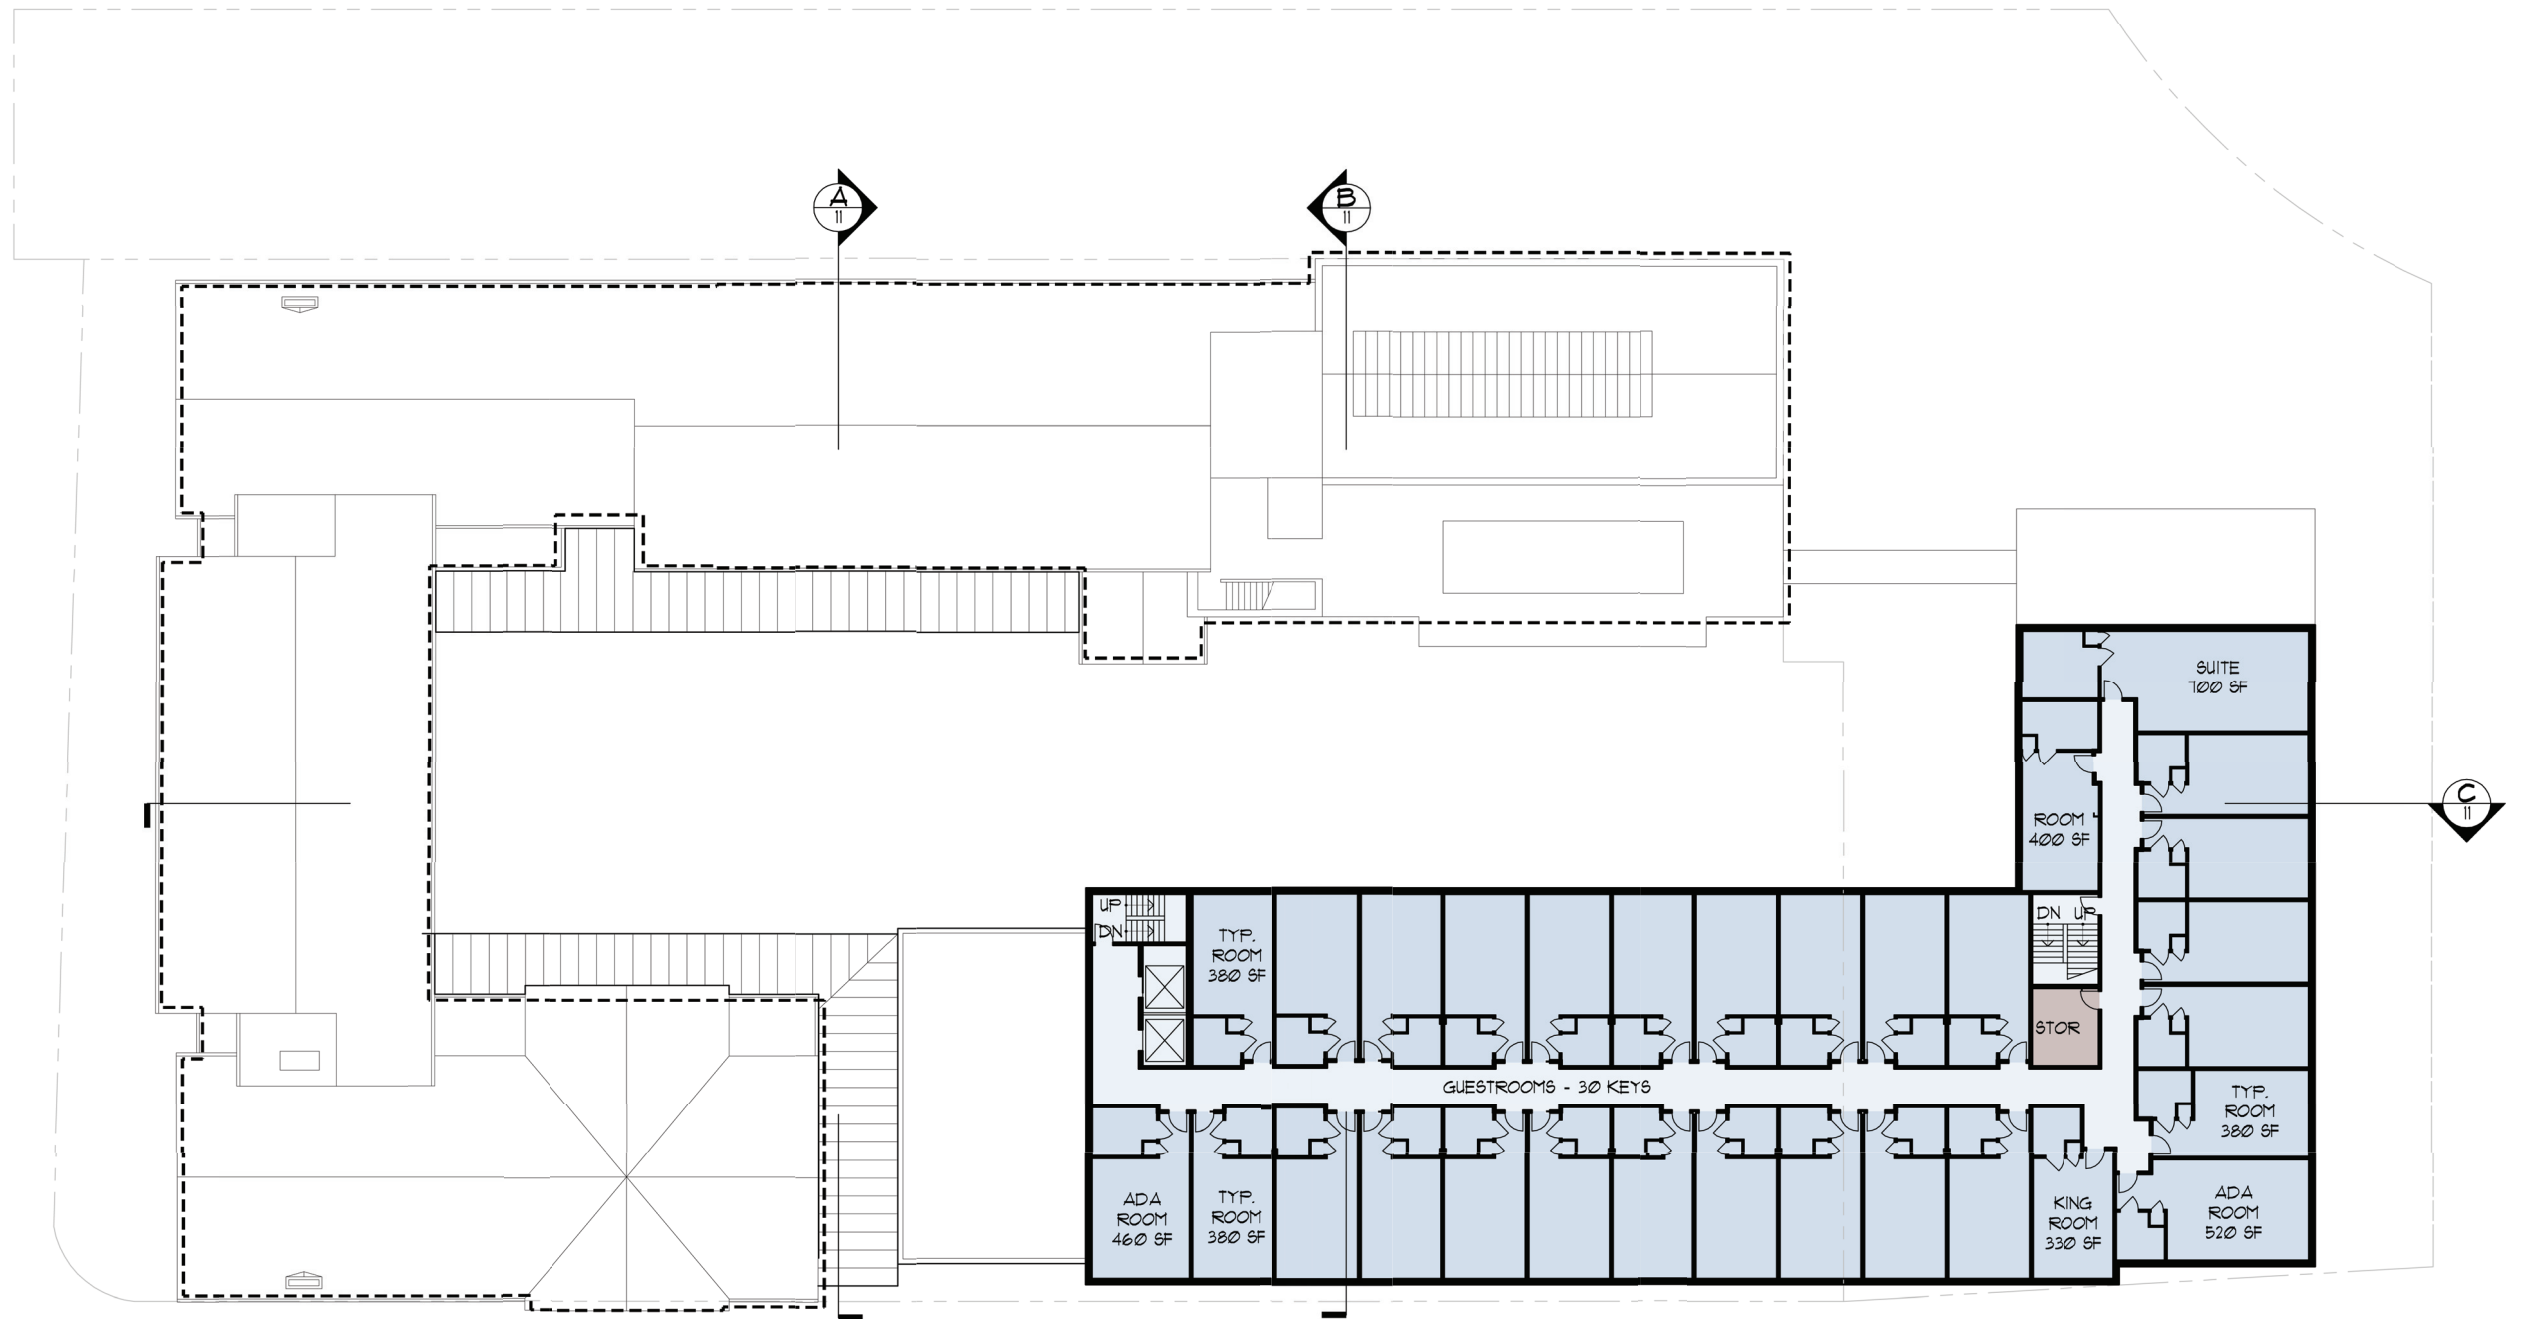 A
11
B
11
SUITE
700 SF
C
11
ROOM
400 SF
UP
DN
TYP.
ROOM
380 SF
DN UP
STOR
GUESTROOMS - 30 KEYS
TYP.
ROOM
380 SF
ADA
ROOM
460 SF
TYP.
ROOM
380 SF
KING
ROOM
330 SF
ADA
ROOM
520 SF